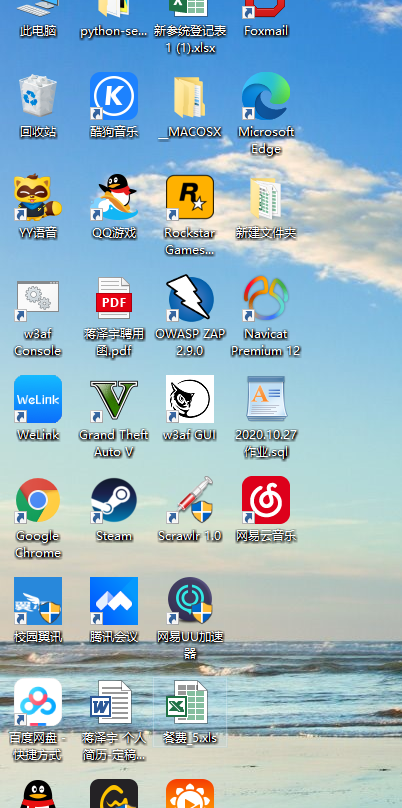 此电脑
python-se...
新参统登记表
1 (1).xlsx
Foxmail
回收站
酷狗音乐
__MACOSX
Microsoft
Edge
YY语音
QQ游戏
Rockstar
Games...
新建文件夹
w3af
Console
PDF
蒋泽宇聘用
函.pdf
OWASP ZAP
2.9.0
Navicat
Premium 12
WeLink
WeLink
Grand Theft
Auto V
w3af GUI
2020.10.27
作业.sql
Google
Chrome
Steam
Scrawlr 1.0
网易云音乐
校园翼讯
腾讯会议
网易UU加速
器
百度网盘 -
快捷方式
蒋泽宇 个人
简历-定稿...
餐费_5.xls